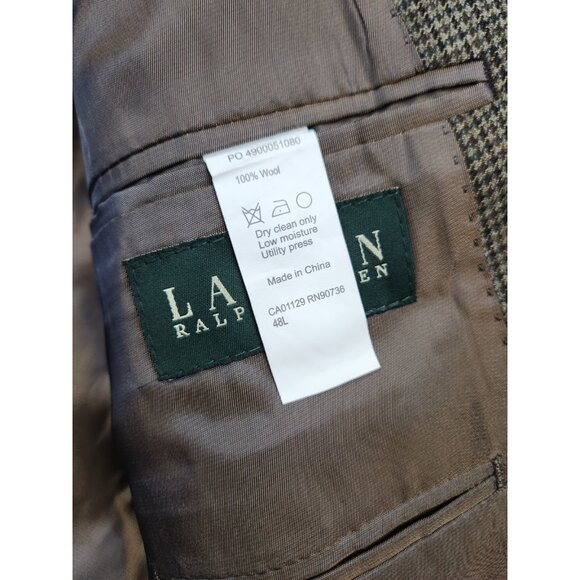 PO 4900051080
100% Wool
Dry clean only
Low moisture
Utility press
Made in China
CA01129 RN90736
48L
LA N
RALP EN